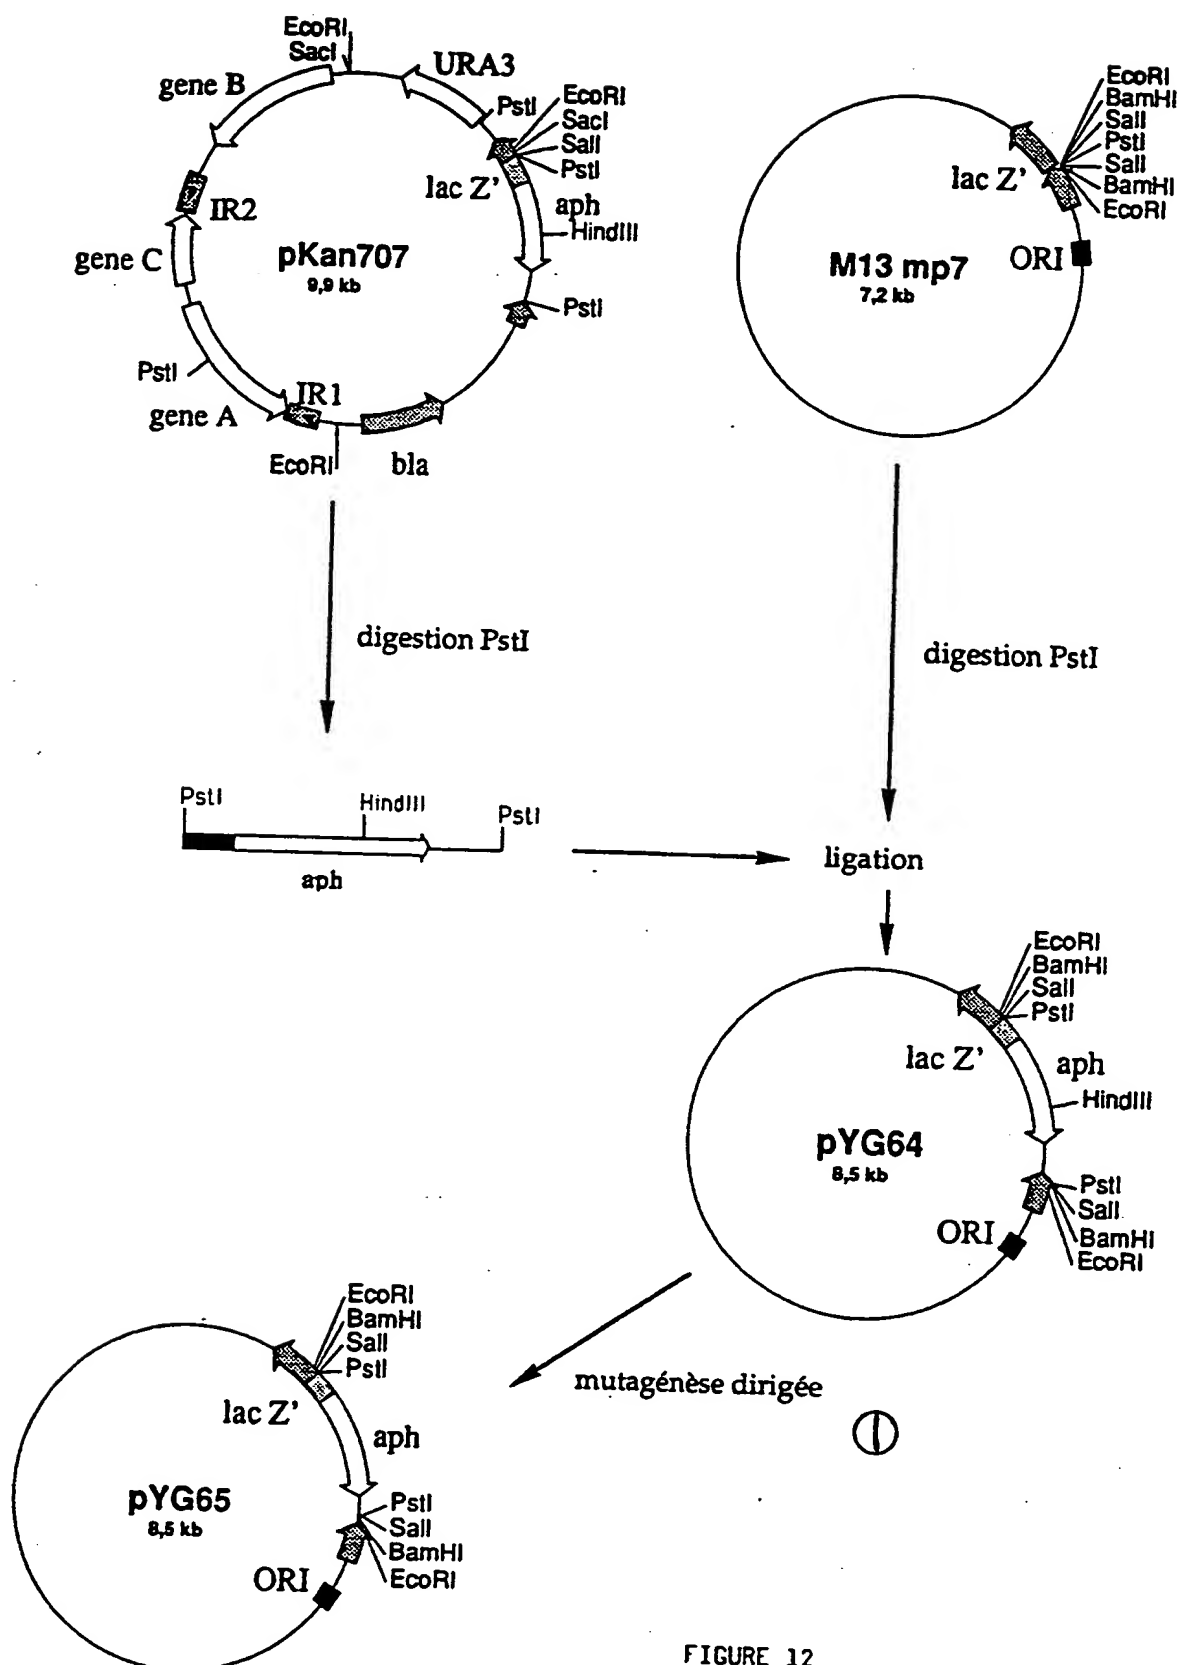 EcoRI
SacI
URA3
gene B
PstI
EcoRI
SacI
SalI
PstI
lac Z'
aph
HindIII
IR2
gene C
pKan707
9,9 kb
PstI
PstI
IR1
gene A
EcoRI
bla
EcoRI
BamHI
SalI
PstI
SalI
BamHI
EcoRI
lac Z'
ORI
M13 mp7
7,2 kb
digestion PstI
digestion PstI
PstI
HindIII
PstI
aph
ligation
EcoRI
BamHI
SalI
PstI
lac Z'
aph
HindIII
pYG64
8,5 kb
PstI
SalI
BamHI
EcoRI
ORI
mutagénèse dirigée
EcoRI
BamHI
SalI
PstI
lac Z'
aph
pYG65
8,5 kb
PstI
SalI
BamHI
EcoRI
ORI
FIGURE 12